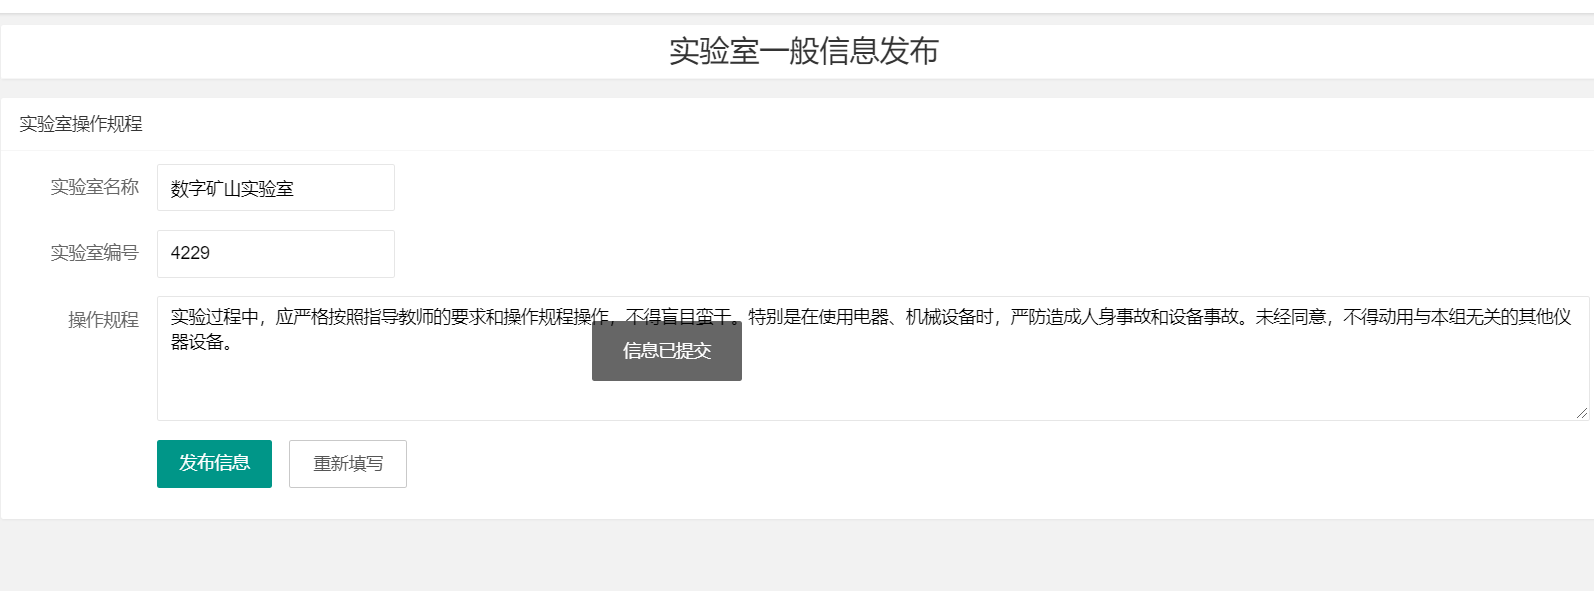 实验室一般信息发布
实验室操作规程
实验室名称
数字矿山实验室
实验室编号
4229
操作规程
实验过程中，应严格按照指导教师的要求和操作规程操作，不得盲目蛮干。特别是在使用电器、机械设备时，严防造成人身事故和设备事故。未经同意，不得动用与本组无关的其他仪
器设备。
信息已提交
发布信息
重新填写